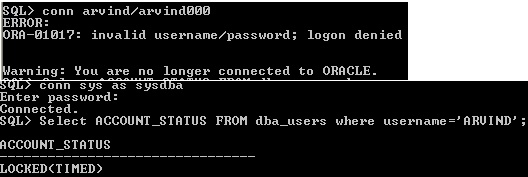 SQL> conn arvind/arvind000
ERROR:
ORA-01017: invalid username/password; logon denied
Warning: You are no longer connected to ORACLE.
SQL> conn sys as sysdba
Enter password:
Connected.
SQL> Select ACCOUNT_STATUS FROM dba_users where username='ARVIND';
ACCOUNT_STATUS
--------------------------------
LOCKED(TIMED)